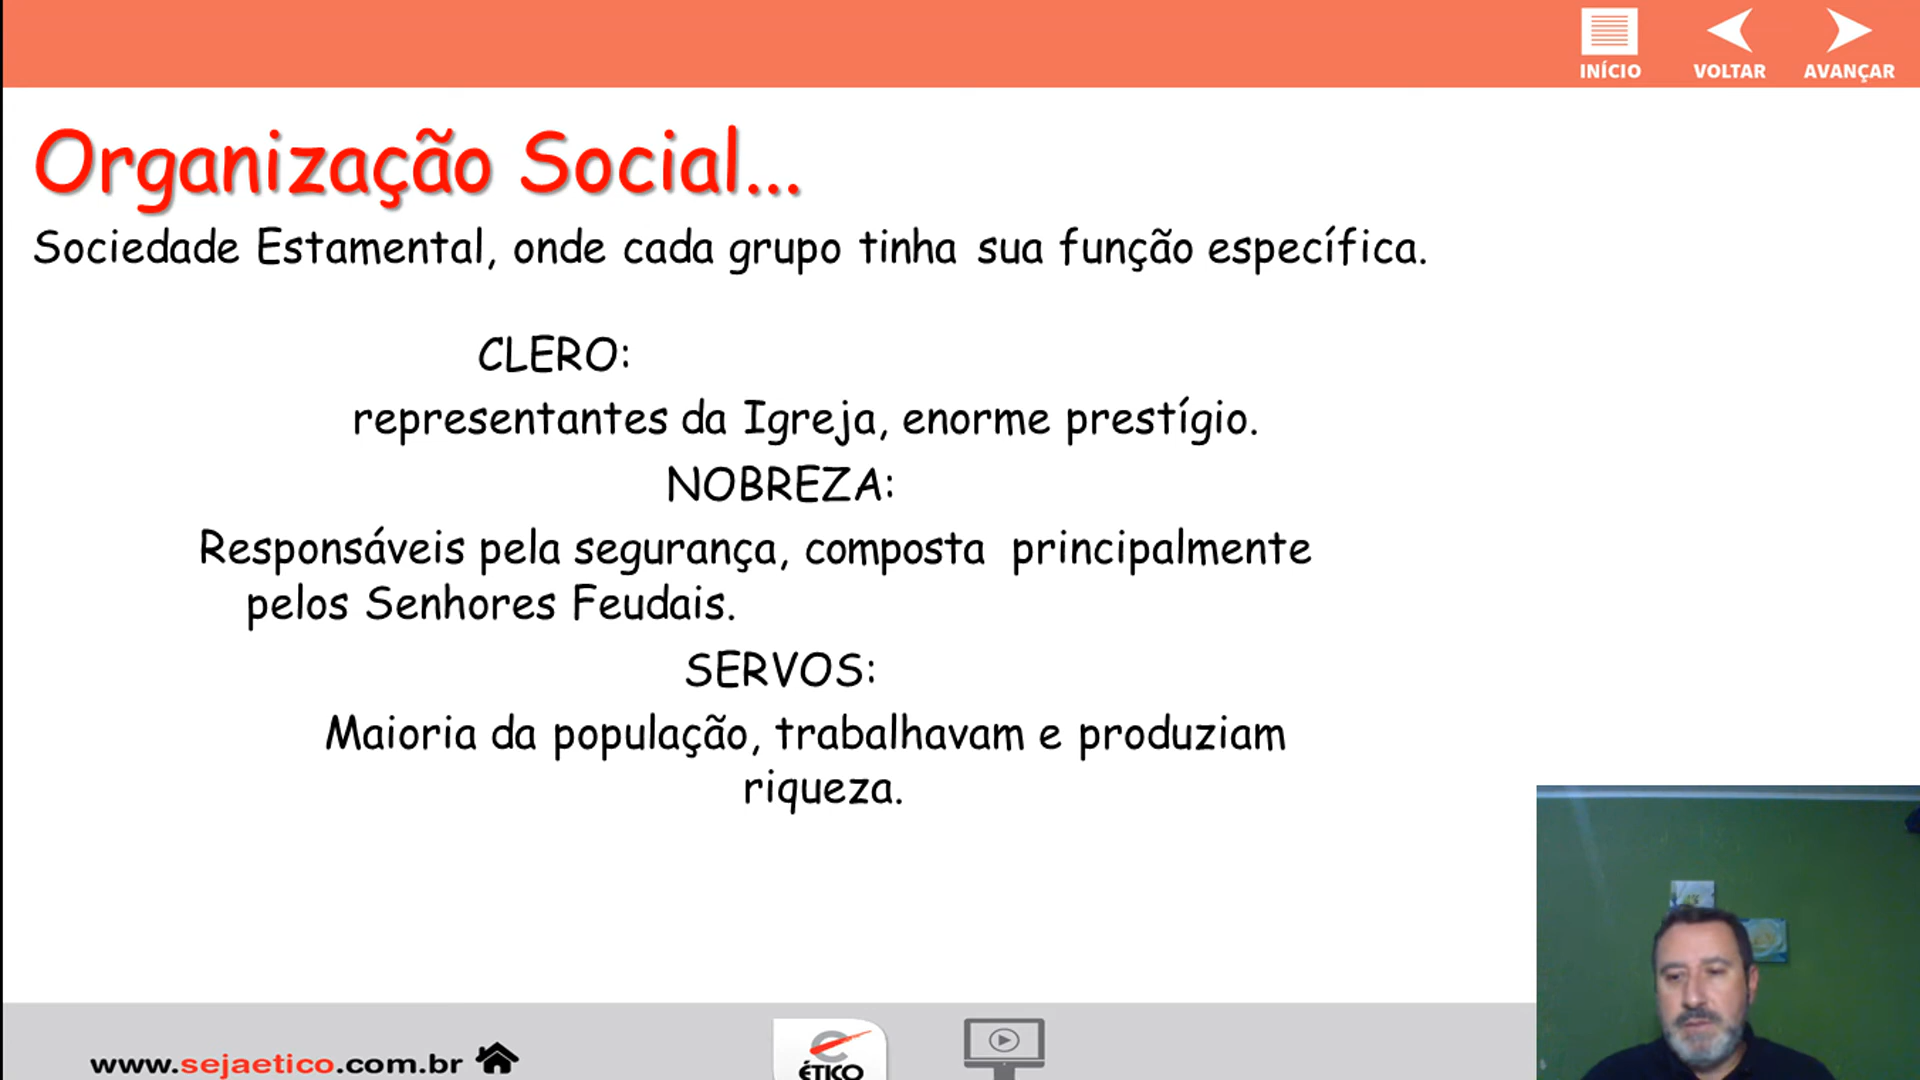 INÍCIO
VOLTAR
AVANÇAR
Organização Social...
Sociedade Estamental, onde cada grupo tinha sua função específica.
CLERO:
representantes da Igreja, enorme prestígio.
NOBREZA:
Responsáveis pela segurança, composta principalmente
pelos Senhores Feudais.
SERVOS:
Maioria da população, trabalhavam e produziam
riqueza.
www.sejaetico.com.br
ÉTICO